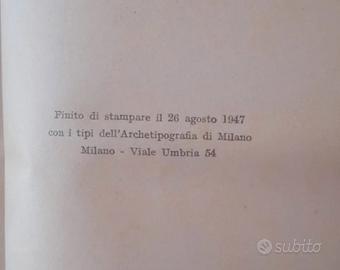 Finito di stampare il 26 agosto 1947
con i tipi dell'Archetipografia di Milano
Milano - Viale Umbria 54
subito